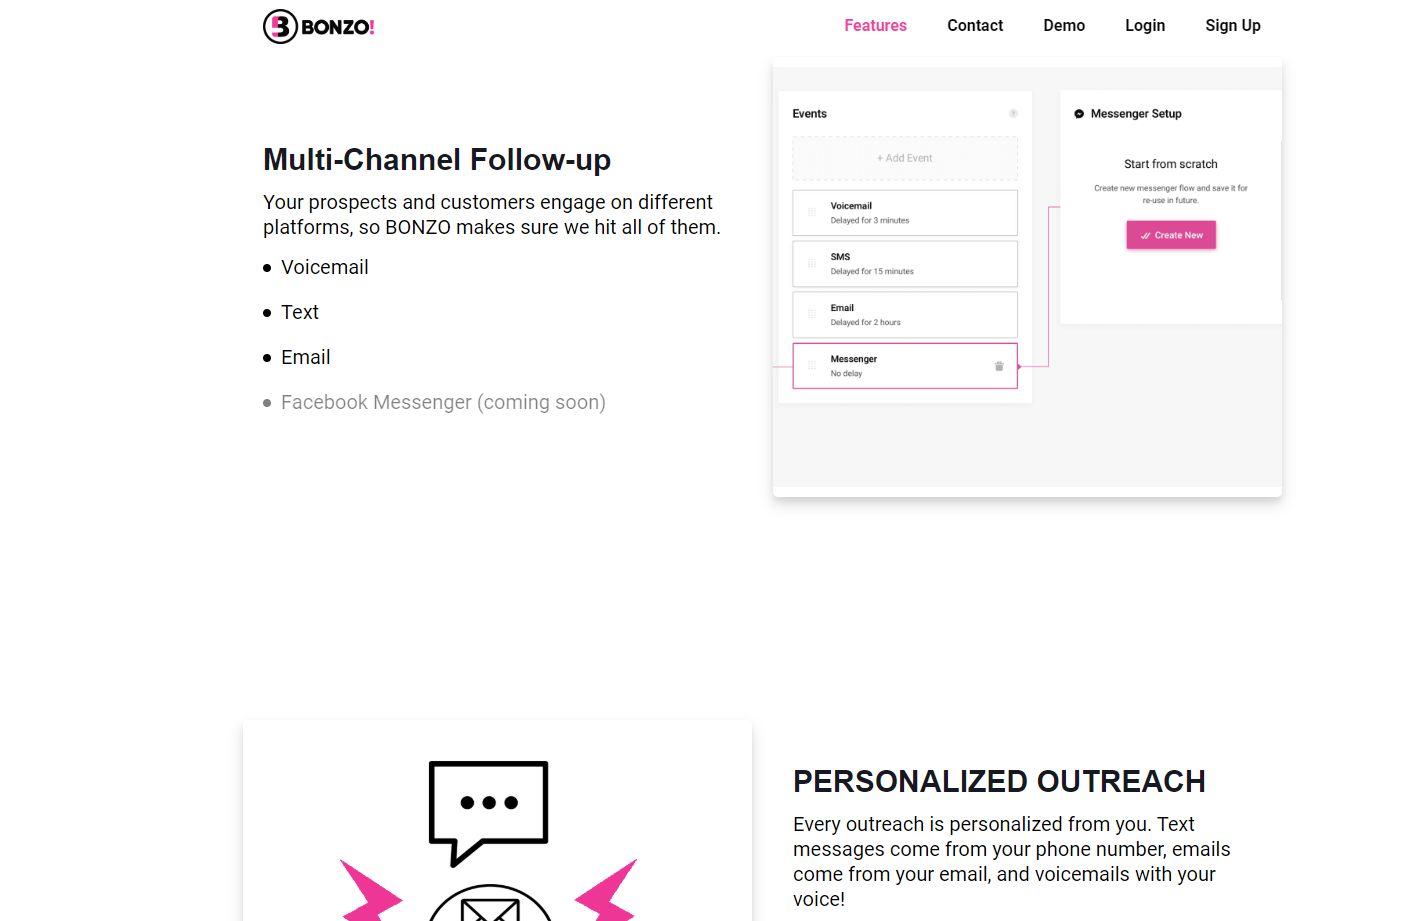 BONZO!
Features Contact Demo Login Sign Up
Multi-Channel Follow-up
Your prospects and customers engage on different
platforms, so BONZO makes sure we hit all of them.
Voicemail
Text
Email
Facebook Messenger (coming soon)
Events
?
+ Add Event
Voicemail
Delayed for 3 minutes
SMS
Delayed for 15 minutes
Email
Delayed for 2 hours
Messenger
No delay
Messenger Setup
Start from scratch
Create new messenger flow and save it for
re-use in future.
Create New
PERSONALIZED OUTREACH
Every outreach is personalized from you. Text
messages come from your phone number, emails
come from your email, and voicemails with your
voice!